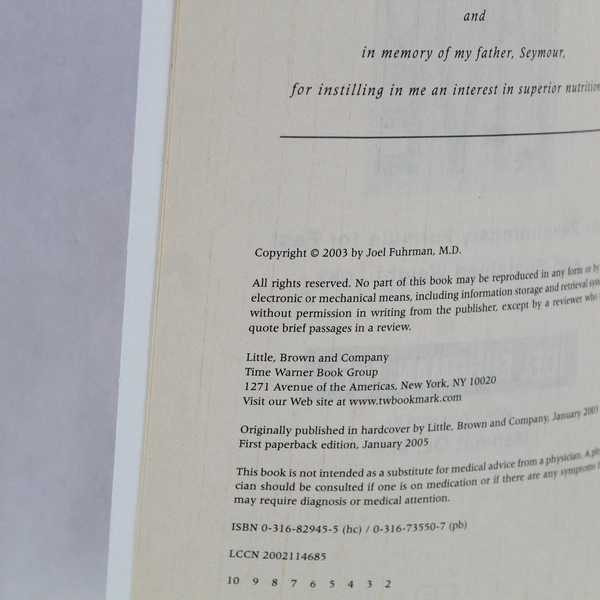 and
in memory of my father, Seymour,
for instilling in me an interest in superior nutrition
Copyright © 2003 by Joel Fuhrman, M.D.
All rights reserved. No part of this book may be reproduced in any form or by
electronic or mechanical means, including information storage and retrieval
without permission in writing from the publisher, except by a reviewer who
quote brief passages in a review.
Little, Brown and Company
Time Warner Book Group
1271 Avenue of the Americas, New York, NY 10020
Visit our Web site at www.twbookmark.com
Originally published in hardcover by Little, Brown and Company, January 2003
First paperback edition, January 2005
This book is not intended as a substitute for medical advice from a physician. A
cian should be consulted if one is on medication or if there are any symptoms
may require diagnosis or medical attention.
ISBN 0-316-82945-5 (hc) / 0-316-73550-7 (pb)
LCCN 2002114685
10 9 8 7 6 5 4 3 2